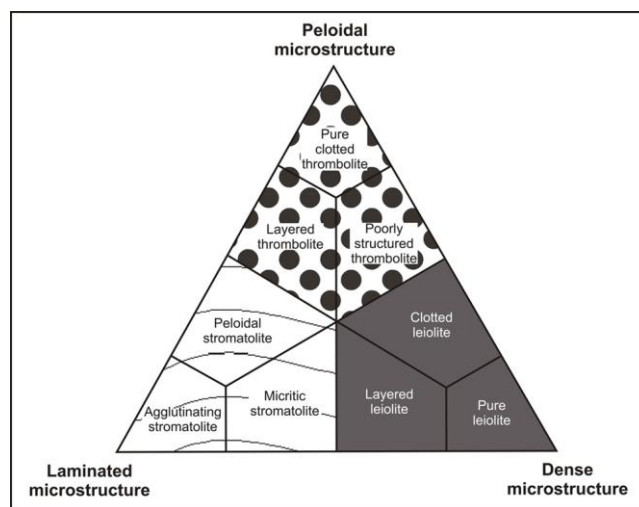 Peloidal
microstructure
Pure
clotted
thrombolite
Layered
thrombolite
Poorly
structured
thrombolite
Peloidal
stromatolite
Clotted
leiolite
Agglutinating
stromatolite
Micritic
stromatolite
Layered
leiolite
Pure
leiolite
Laminated
microstructure
Dense
microstructure